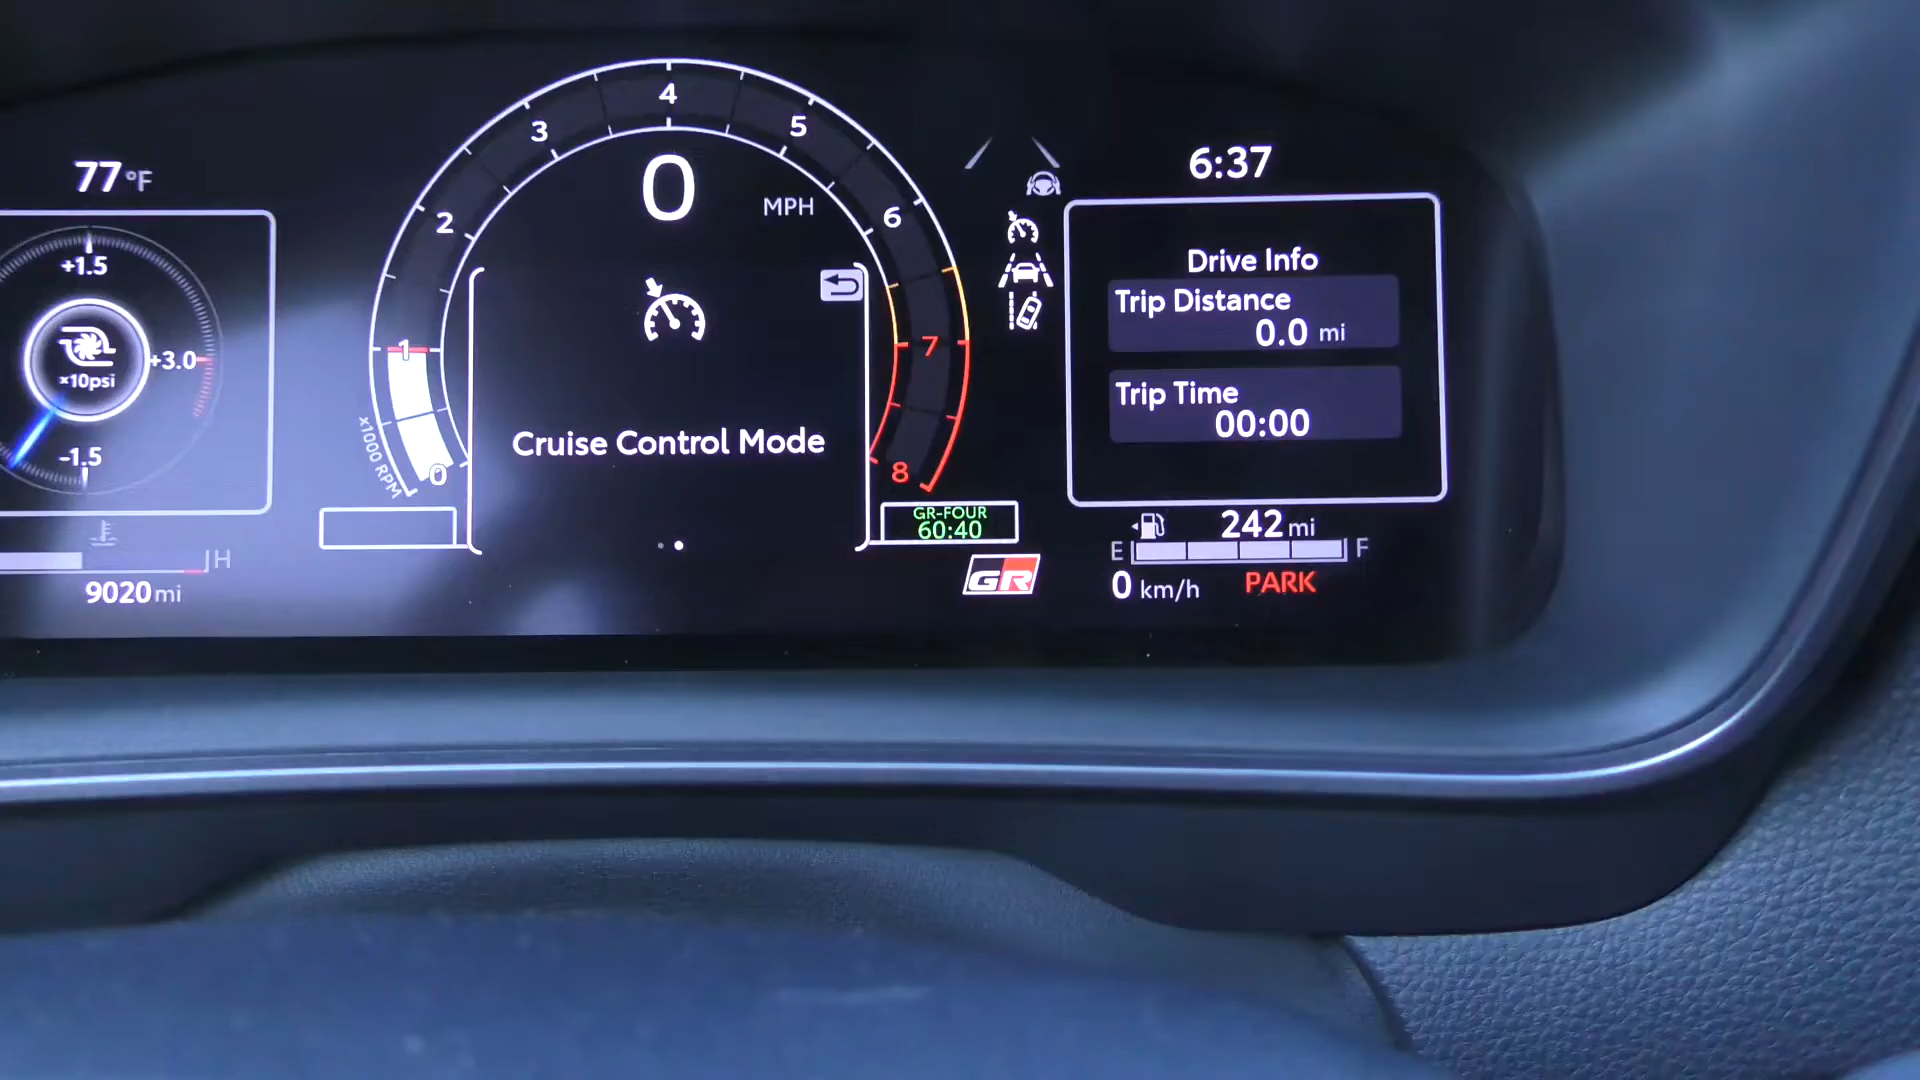 77 °F
+1.5
+3.0
×10psi
-1.5
H
9020 mi
0
1
2
3
4
5
6
7
8
x1000 RPM
0
MPH
Cruise Control Mode
GR-FOUR
60:40
GR
6:37
Drive Info
Trip Distance
0.0 mi
Trip Time
00:00
242 mi
E F
0 km/h PARK